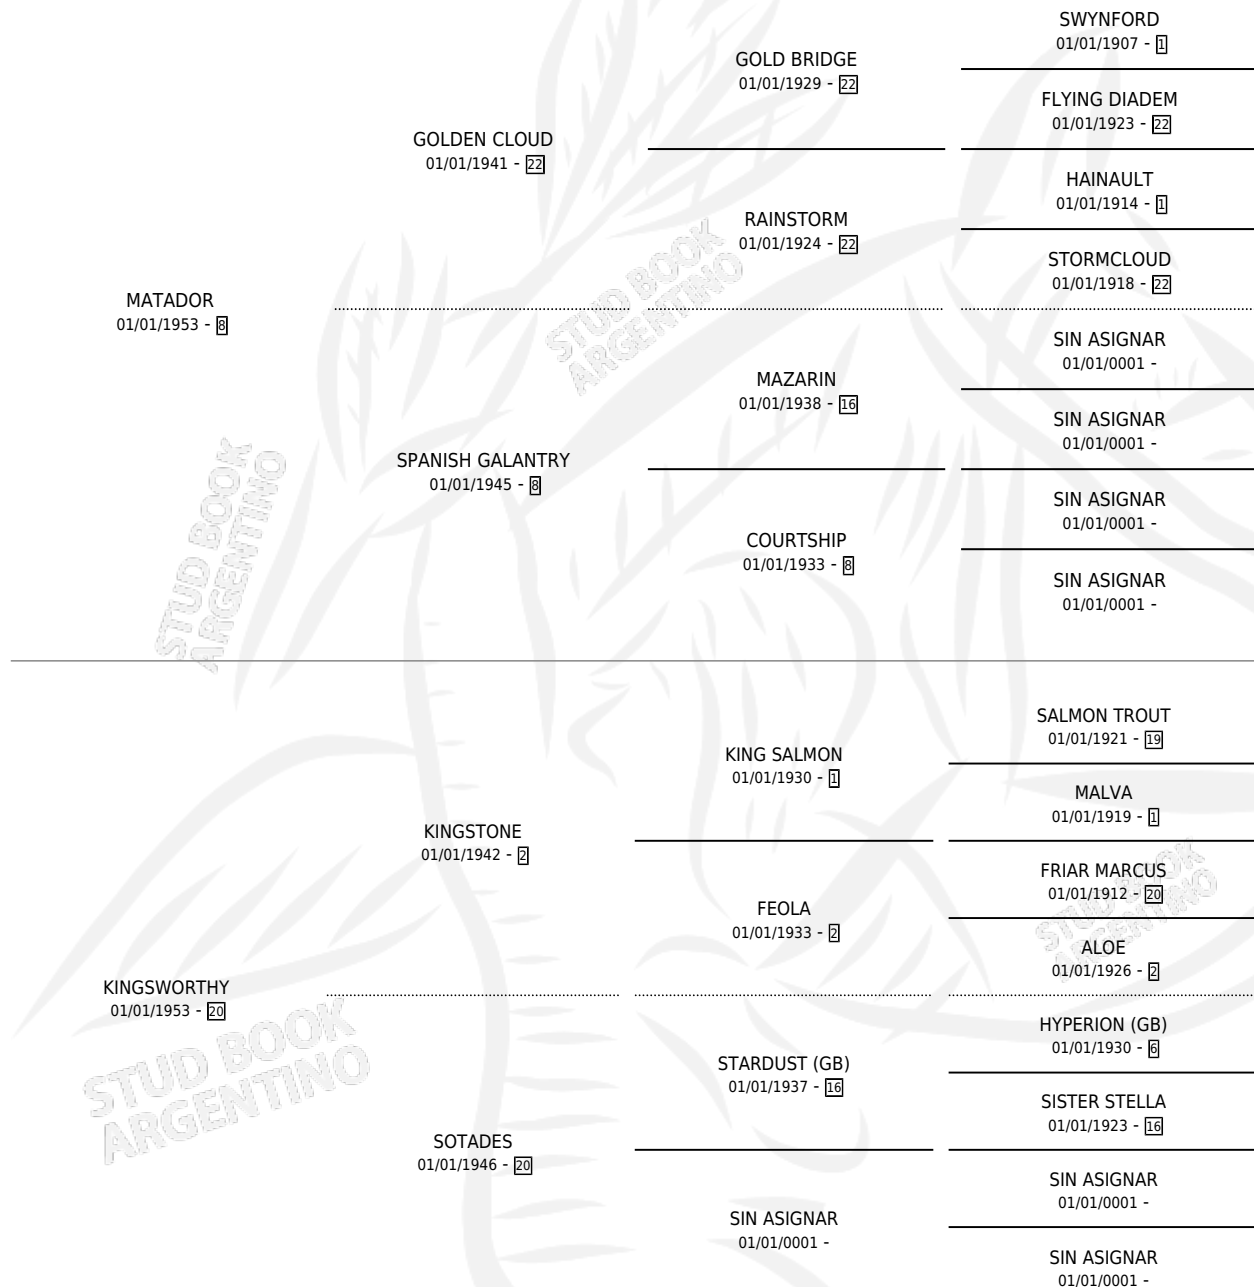 SWYNFORD
01/01/1907 - 1
GOLD BRIDGE
01/01/1929 - 22
FLYING DIADEM
01/01/1923 - 22
GOLDEN CLOUD
01/01/1941 - 22
HAINAULT
01/01/1914 - 1
RAINSTORM
01/01/1924 - 22
STORMCLOUD
01/01/1918 - 22
MATADOR
01/01/1953 - 8
SIN ASIGNAR
01/01/0001 -
MAZARIN
01/01/1938 - 16
SIN ASIGNAR
01/01/0001 -
SPANISH GALANTRY
01/01/1945 - 8
SIN ASIGNAR
01/01/0001 -
COURTSHIP
01/01/1933 - 8
SIN ASIGNAR
01/01/0001 -
SALMON TROUT
01/01/1921 - 19
KING SALMON
01/01/1930 - 1
MALVA
01/01/1919 - 1
KINGSTONE
01/01/1942 - 2
FRIAR MARCUS
01/01/1912 - 20
FEOLA
01/01/1933 - 2
ALOE
01/01/1926 - 2
KINGSWORTHY
01/01/1953 - 20
HYPERION (GB)
01/01/1930 - 6
STARDUST (GB)
01/01/1937 - 16
SISTER STELLA
01/01/1923 - 16
SOTADES
01/01/1946 - 20
SIN ASIGNAR
01/01/0001 -
SIN ASIGNAR
01/01/0001 -
SIN ASIGNAR
01/01/0001 -
STUD BOOK
ARGENTINO
STUD BOOK
ARGENTINO
STUD BOOK
ARGENTINO
STUD BOOK
ARGENTINO